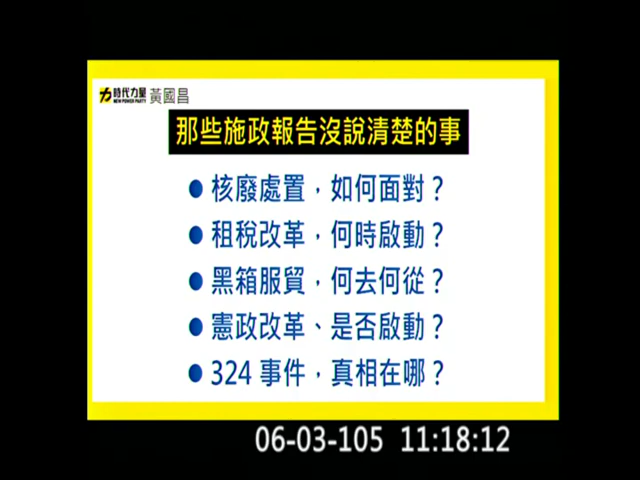 時代力量 黃國昌
NEW POWER PARTY
那些施政報告沒說清楚的事
● 核廢處置，如何面對？
● 租稅改革，何時啟動？
● 黑箱服貿，何去何從？
● 憲政改革、是否啟動？
● 324 事件，真相在哪？
06-03-105 11:18:12